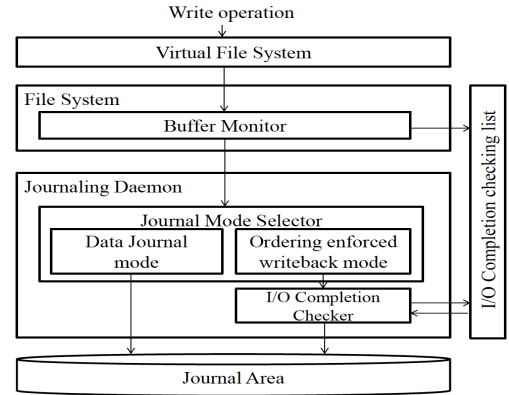 Write operation
Virtual File System
File System
Buffer Monitor
I/O Completion checking list
Journaling Daemon
Journal Mode Selector
Data Journal
mode
Ordering enforced
writeback mode
I/O Completion
Checker
Journal Area